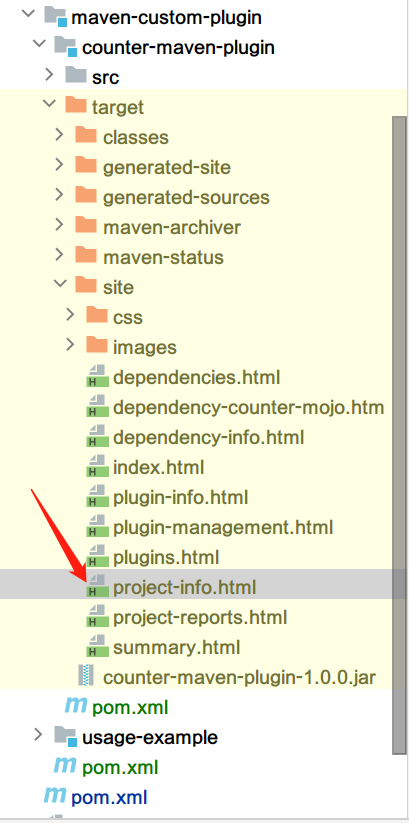 maven-custom-plugin
counter-maven-plugin
src
target
classes
generated-site
generated-sources
maven-archiver
maven-status
site
css
images
H dependencies.html
H dependency-counter-mojo.htm
H dependency-info.html
H index.html
H plugin-info.html
H plugin-management.html
H plugins.html
H project-info.html
H project-reports.html
H summary.html
counter-maven-plugin-1.0.0.jar
m pom.xml
usage-example
m pom.xml
m pom.xml